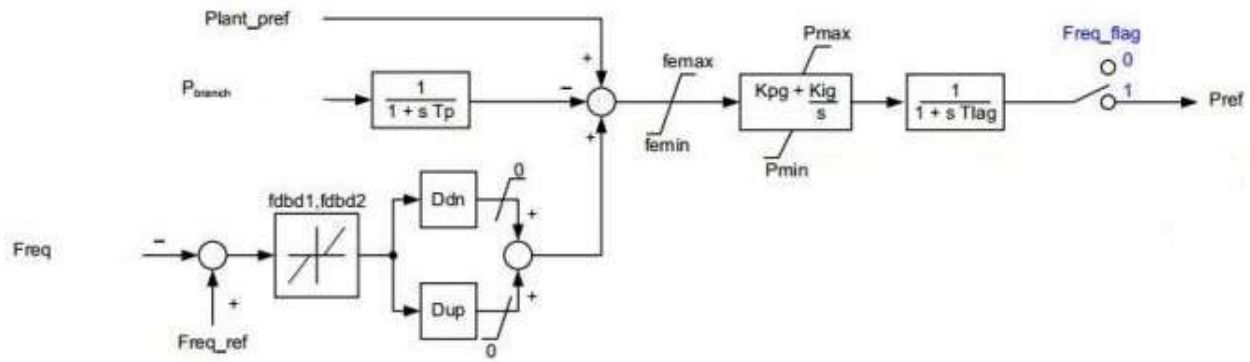 Plant_pref
+
Pbranch
1
1 + s Tp
–
+
femax
femin
Pmax
Kpg + Kig
s
Pmin
1
1 + s Tlag
Freq_flag
0
1
Pref
fdbd1,fdbd2
Freq
–
+
Freq_ref
Ddn
0
+
Dup
0
+